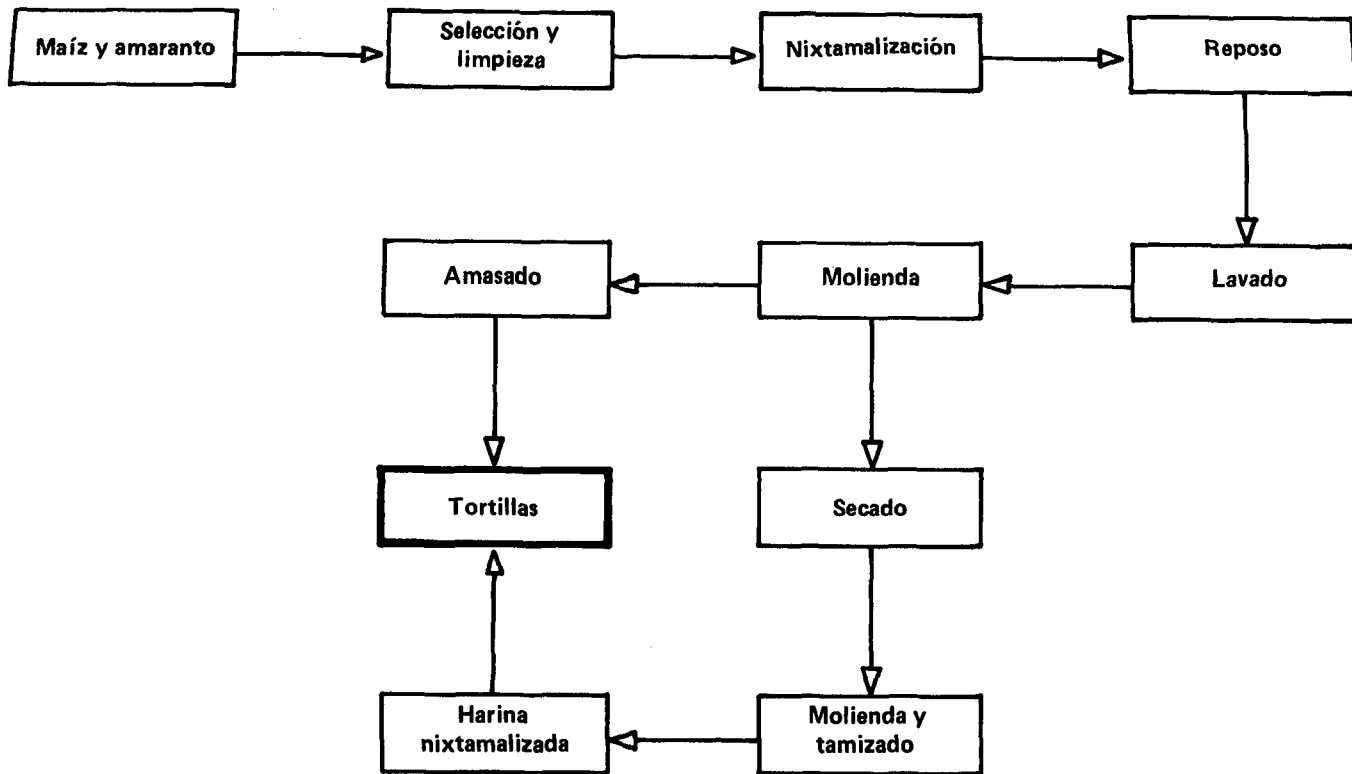 Maíz y amaranto
Selección y
limpieza
Nixtamalización
Reposo
Lavado
Molienda
Amasado
Tortillas
Secado
Molienda y
tamizado
Harina
nixtamalizada